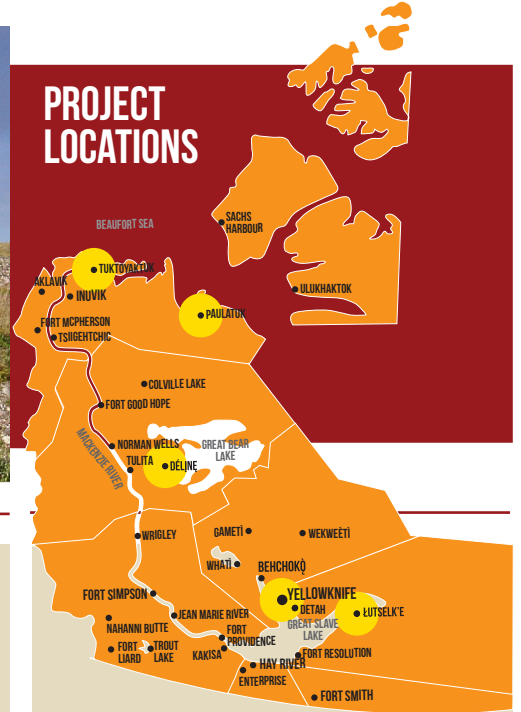 PROJECT
LOCATIONS
BEAUFORT SEA
SACHS
HARBOUR
TUKTOYAKTUK
AKLAVIK
INUVIK
ULUKHAKTOK
PAULATUK
FORT MCPHERSON
TSIIGEHTCHIC
COLVILLE LAKE
FORT GOOD HOPE
MACKENZIE RIVER
NORMAN WELLS
GREAT BEAR
LAKE
TULITA
DÉLĮNĘ
WRIGLEY
GAMETÌ
WEKWEÈTÌ
WHATÌ
BEHCHOKǪ̀
FORT SIMPSON
YELLOWKNIFE
DETAH
ŁUTSELK'E
JEAN MARIE RIVER
GREAT SLAVE
LAKE
NAHANNI BUTTE
FORT
PROVIDENCE
FORT
LIARD
TROUT
LAKE
KAKISA
FORT RESOLUTION
HAY RIVER
ENTERPRISE
FORT SMITH